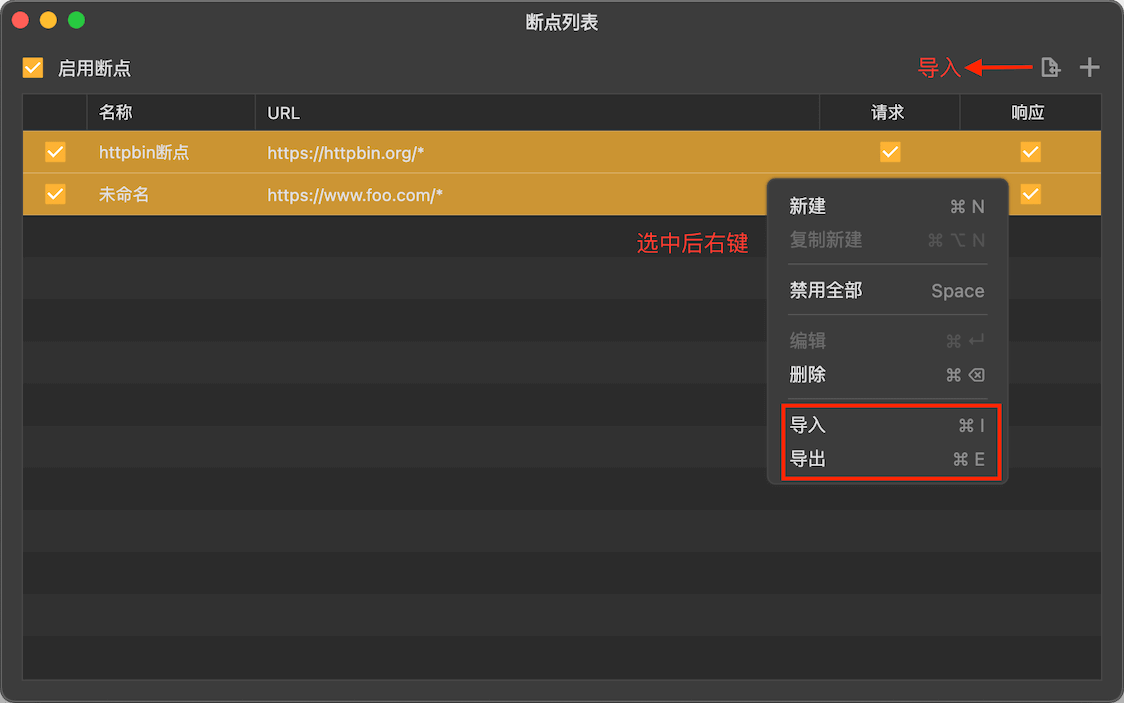 断点列表
启用断点
导入
名称 URL 请求 响应
httpbin断点 https://httpbin.org/*
未命名 https://www.foo.com/*
选中后右键
新建 ⌘ N
复制新建 ⌘ ⌥ N
禁用全部 Space
编辑 ⌘ ↩
删除 ⌘ ⌫
导入 ⌘ I
导出 ⌘ E